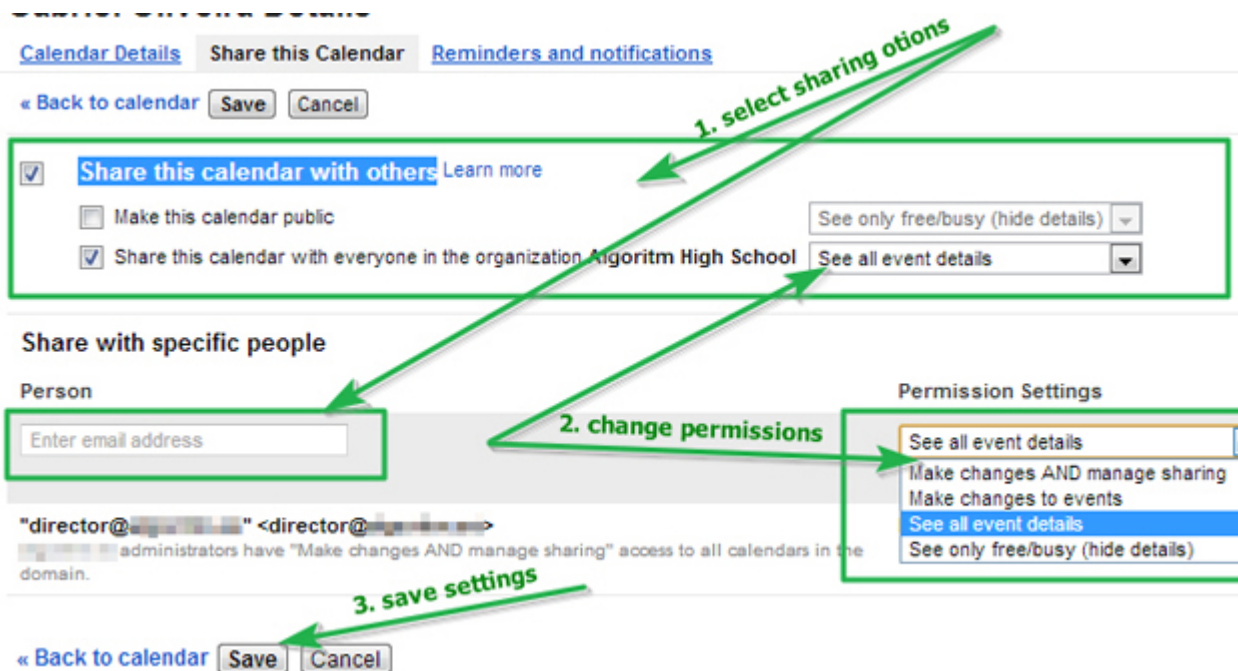 Gabriel Oliveira Details
Calendar Details Share this Calendar Reminders and notifications
« Back to calendar Save Cancel
1. select sharing otions
Share this calendar with others Learn more
Make this calendar public See only free/busy (hide details)
Share this calendar with everyone in the organization Algoritm High School See all event details
Share with specific people
Person Permission Settings
Enter email address
2. change permissions
See all event details
Make changes AND manage sharing
Make changes to events
See all event details
See only free/busy (hide details)
"director@ " <director@ >
administrators have "Make changes AND manage sharing" access to all calendars in the
domain.
3. save settings
« Back to calendar Save Cancel